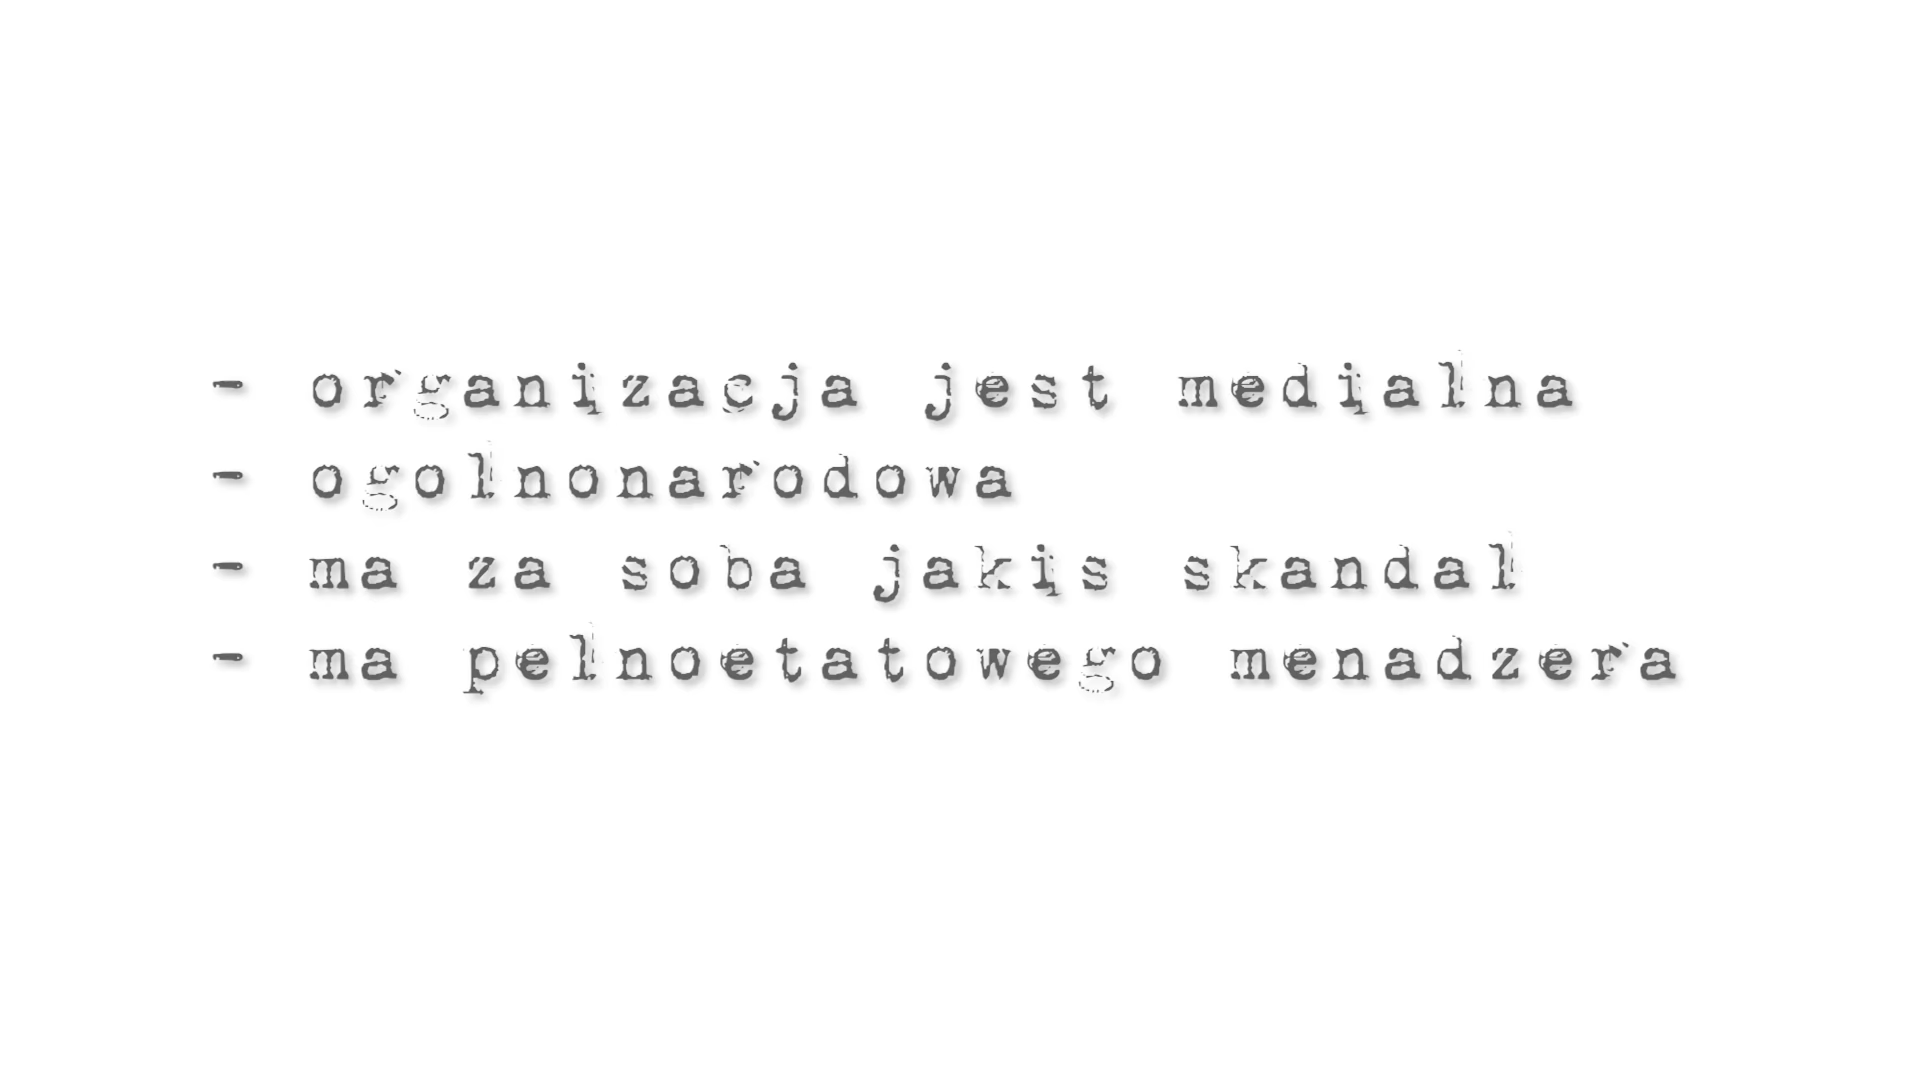 - organizacja jest medialna
- ogolnonarodowa
- ma za soba jakis skandal
- ma pelnoetatowego menadzera